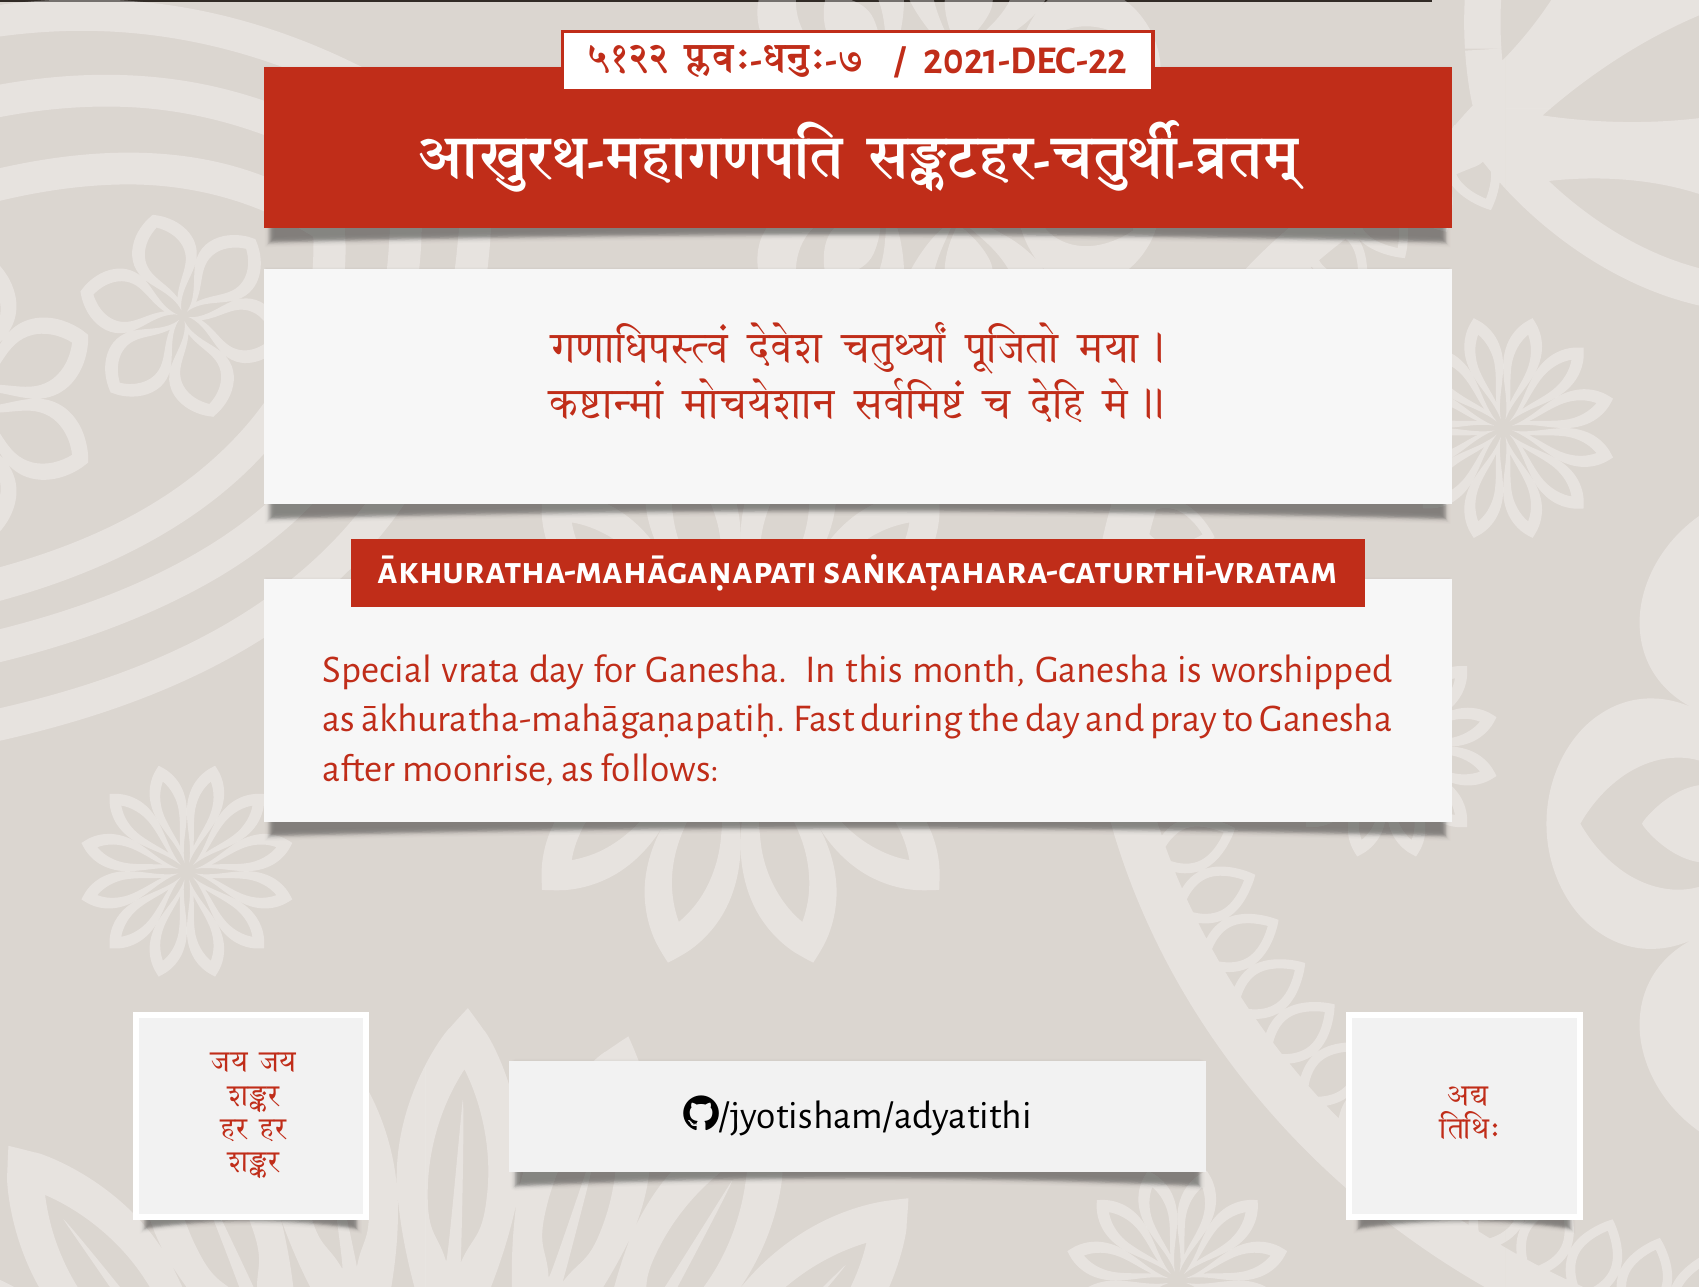 ५१२२ प्लवः-धनुः-७ / 2021-DEC-22
आखुरथ-महागणपति सङ्कटहर-चतुर्थी-व्रतम्
गणाधिपस्त्वं देवेश चतुर्थ्यां पूजितो मया।
कष्टान्मां मोचयेशान सर्वमिष्टं च देहि मे॥
ĀKHURATHA-MAHĀGAṆAPATI SAṄKAṬAHARA-CATURTHĪ-VRATAM
Special vrata day for Ganesha. In this month, Ganesha is worshipped
as ākhuratha-mahāgaṇapatiḥ. Fast during the day and pray to Ganesha
after moonrise, as follows:
जय जय
शङ्कर
हर हर
शङ्कर
/jyotisham/adyatithi
अद्य
तिथिः